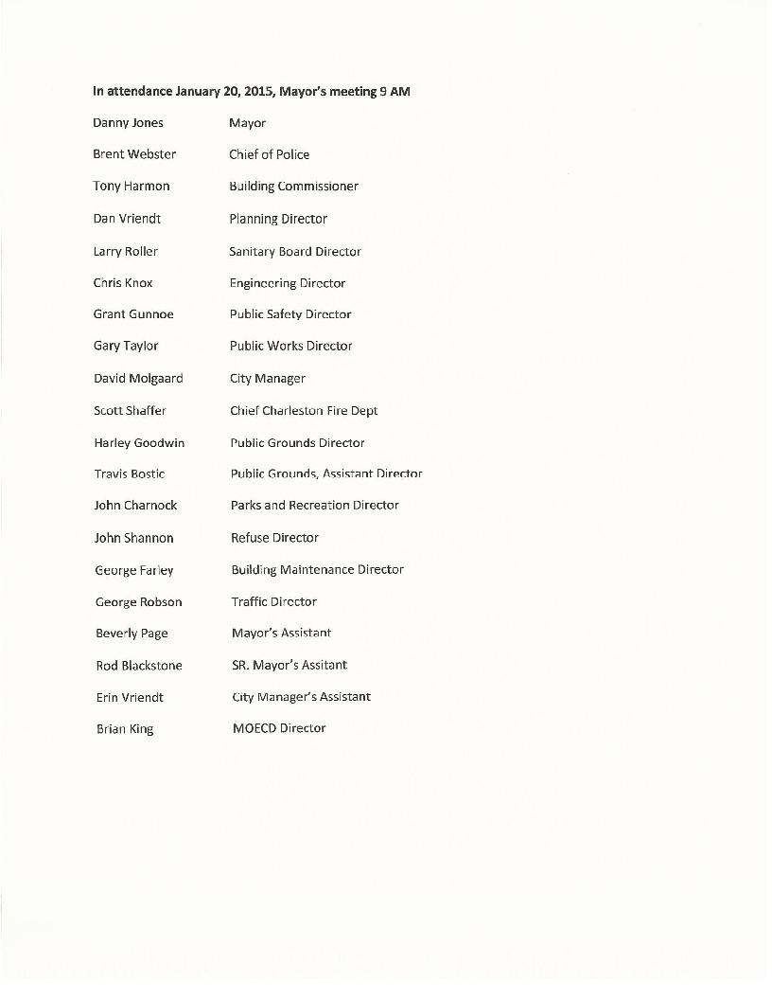 In attendance January 20, 2015, Mayor's meeting 9 AM
Danny Jones Mayor
Brent Webster Chief of Police
Tony Harmon Building Commissioner
Dan Vriendt Planning Director
Larry Roller Sanitary Board Director
Chris Knox Engineering Director
Grant Gunnoe Public Safety Director
Gary Taylor Public Works Director
David Molgaard City Manager
Scott Shaffer Chief Charleston Fire Dept
Harley Goodwin Public Grounds Director
Travis Bostic Public Grounds, Assistant Director
John Charnock Parks and Recreation Director
John Shannon Refuse Director
George Farley Building Maintenance Director
George Robson Traffic Director
Beverly Page Mayor's Assistant
Rod Blackstone SR. Mayor's Assitant
Erin Vriendt City Manager's Assistant
Brian King MOECD Director